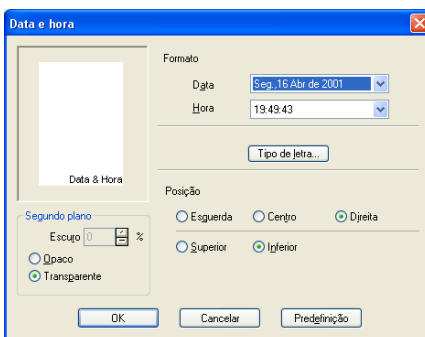 Data e hora
Formato
Data
Seg.,16 Abr de 2001
Hora
19:49:43
Tipo de letra...
Data & Hora
Posição
Segundo plano
Escuro 0 %
Opaco
Transparente
Esquerda Centro Direita
Superior Inferior
OK Cancelar Predefinição